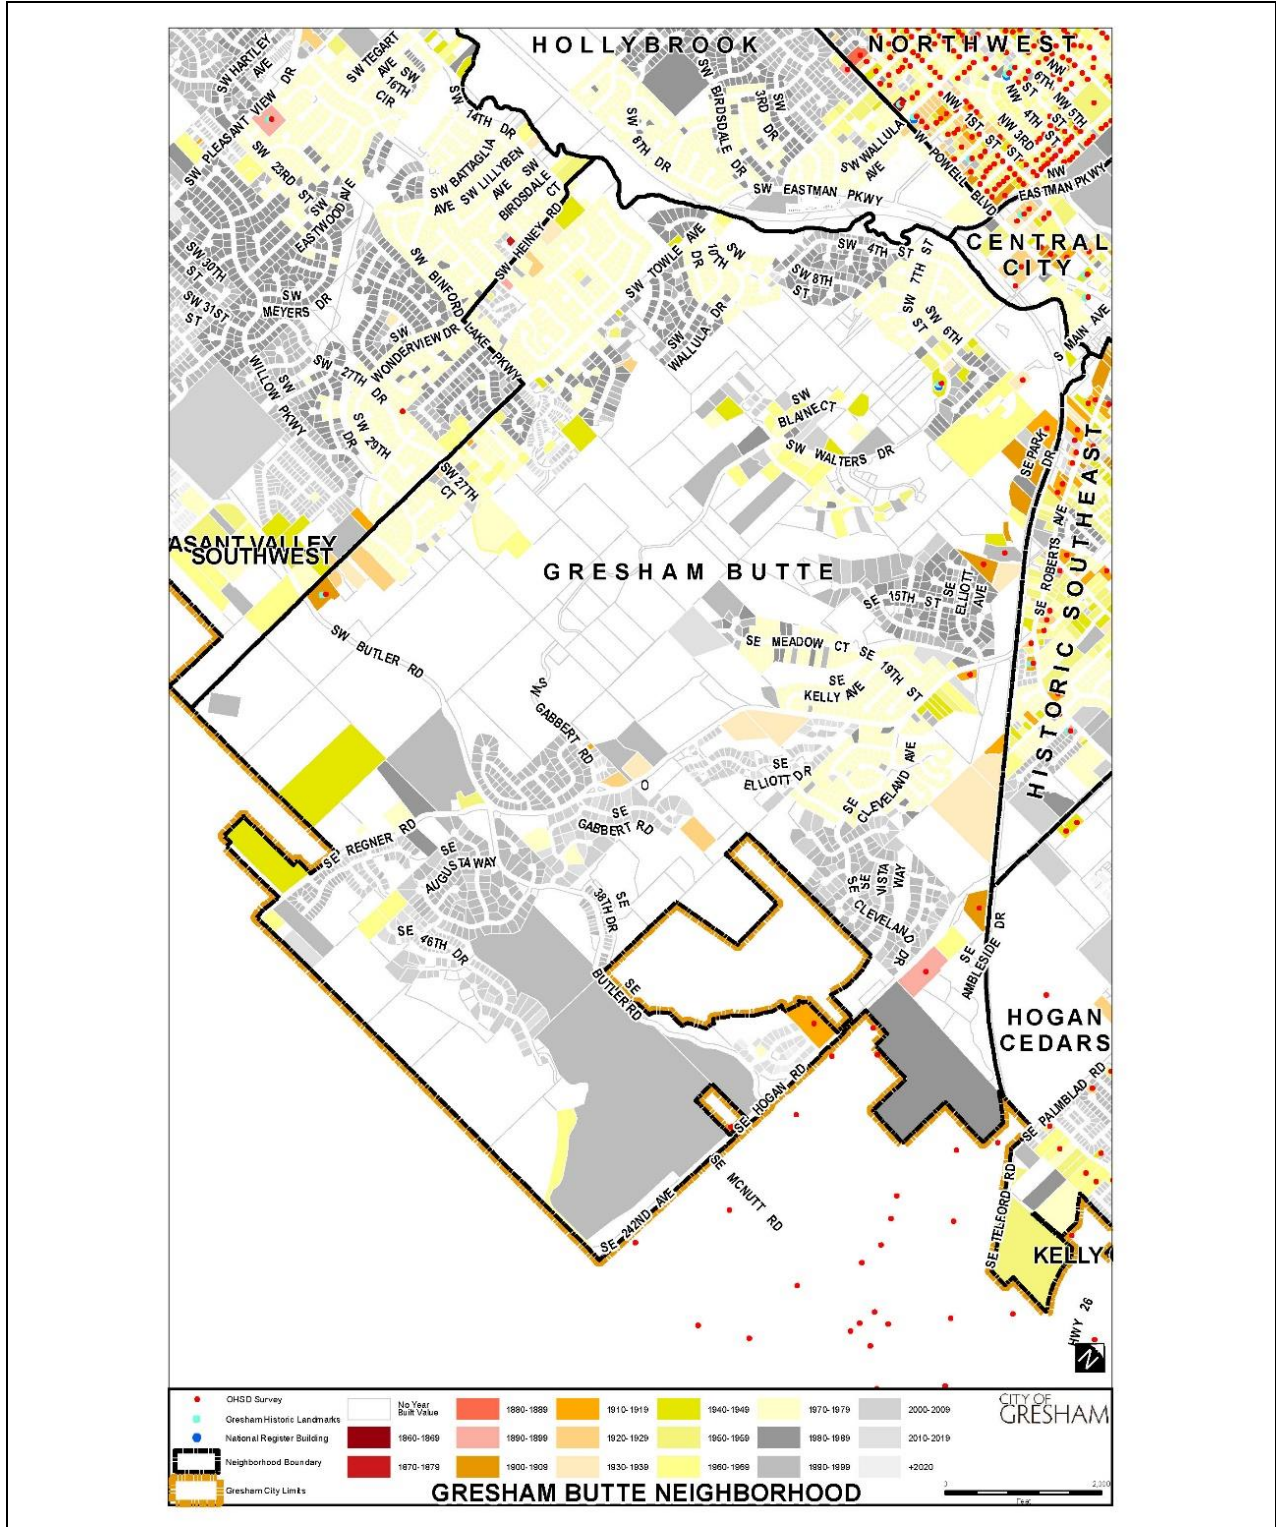 HOLLYBROOK
NORTHWEST
SW HARTLEY
AVE
SW TEGART
AVE
SW
16TH
CIR
SW PLEASANT VIEW DR
SW 14TH DR
SW 23RD
ST
SW BATTAGLIA
AVE
SW LILLYBEN
AVE
SW
BIRDSDALE
CT
SW 8TH DR
SW
BIRDSDALE
DR
SW
3RD
DR
SW WALLULA
AVE
W POWELL
BLVD
NW
6TH
ST
NW 5TH
ST
NW
4TH
ST
NW 3RD
ST
NW
1ST
ST
NW
EASTMAN PKWY
SW EASTMAN PKWY
CENTRAL
CITY
SW
EASTWOOD AVE
SW HEINEY RD
SW 30TH
ST
SW 31ST
ST
SW
MEYERS DR
SW BINFORD
LAKE PKWY
SW
WONDERVIEW DR
SW 27TH
DR
SW
WILLOW PKWY
SW 29TH
DR
SW 27TH
CT
SW TOWLE AVE
SW
10TH
DR
SW
WALLULA DR
SW 4TH ST
SW 8TH
ST
SW 7TH ST
SW 6TH
ST
S MAIN AVE
SW
BLAINE CT
SW WALTERS DR
SE PARK
DR
SE ROBERTS AVE
HISTORIC SOUTHEAST
ASANT VALLEY
SOUTHWEST
GRESHAM BUTTE
SE 15TH ST
SE
ELLIOTT
AVE
SW BUTLER RD
SE MEADOW CT
SE 19TH ST
SE
KELLY AVE
SW
GABBERT RD
SE
ELLIOTT DR
SE
CLEVELAND AVE
SE
GABBERT RD
SE REGNER RD
SE
AUGUSTA WAY
SE
38TH DR
SE
46TH DR
SE
VISTA
WAY
SE
SE
CLEVELAND
DR
SE
AMBLESIDE DR
SE
BUTLER RD
HOGAN
CEDARS
SE HOGAN RD
SE PALMBLAD RD
SE MCNUTT RD
SE 242ND AVE
SE TELFORD RD
KELLY
HWY 26
N
OHSD Survey
Gresham Historic Landmarks
National Register Building
Neighborhood Boundary
Gresham City Limits
No Year
Built Value
1860-1869
1870-1879
1880-1889
1890-1899
1900-1909
1910-1919
1920-1929
1930-1939
1940-1949
1950-1959
1960-1969
1970-1979
1980-1989
1990-1999
2000-2009
2010-2019
+2020
CITY OF
GRESHAM
GRESHAM BUTTE NEIGHBORHOOD
0
Feet